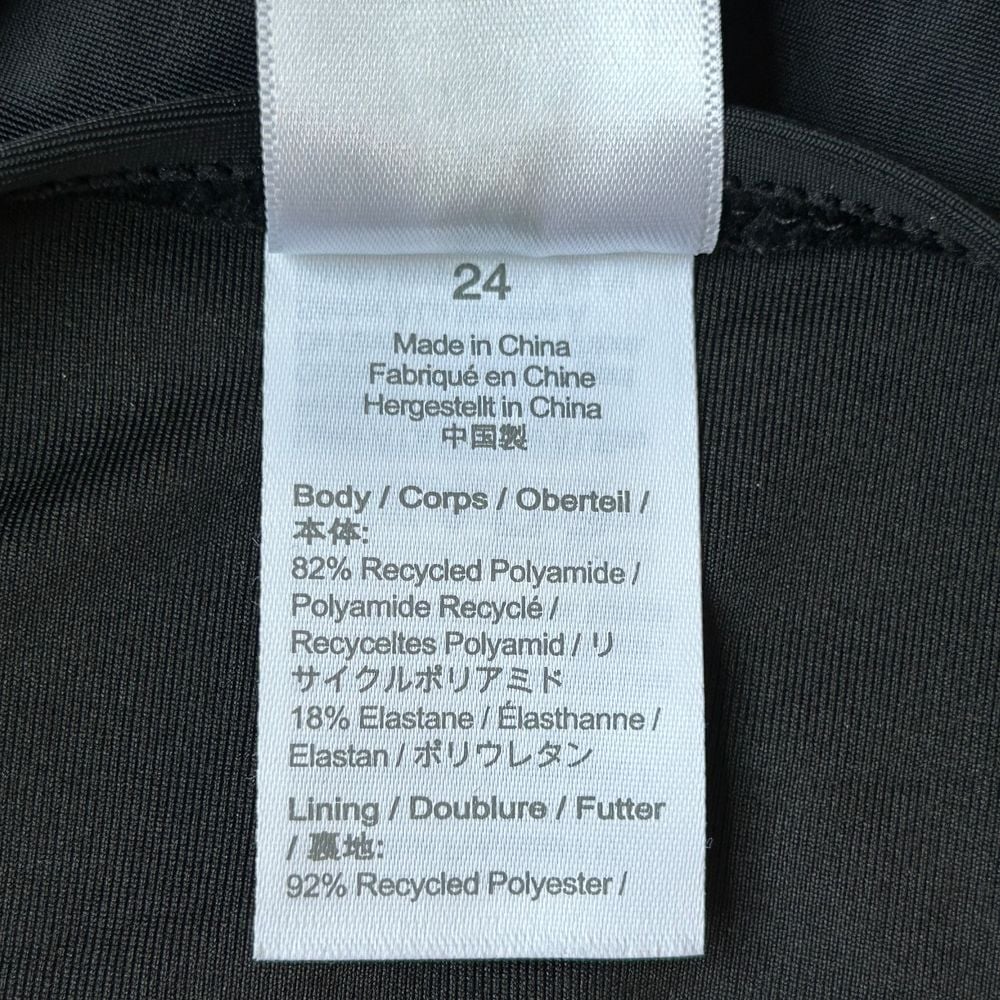 24
Made in China
Fabriqué en Chine
Hergestellt in China
中国製
Body / Corps / Oberteil /
本体:
82% Recycled Polyamide /
Polyamide Recyclé /
Recyceltes Polyamid / リ
サイクルポリアミド
18% Elastane / Élasthanne /
Elastan / ポリウレタン
Lining / Doublure / Futter
/ 裏地:
92% Recycled Polyester /